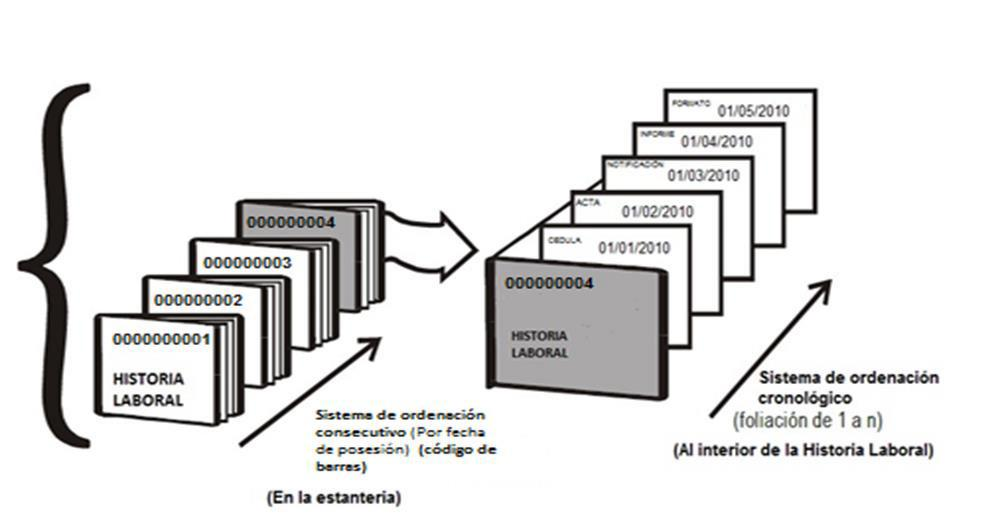 000000004
000000003
000000002
0000000001
HISTORIA
LABORAL
Sistema de ordenación
consecutivo (Por fecha
de posesión) (código de
barras)
(En la estanteria)
FORMATO 01/05/2010
INFORME 01/04/2010
NOTIFICACIÓN 01/03/2010
ACTA 01/02/2010
CEDULA 01/01/2010
000000004
HISTORIA
LABORAL
Sistema de ordenación
cronológico
(foliación de 1 a n)
(Al interior de la Historia Laboral)